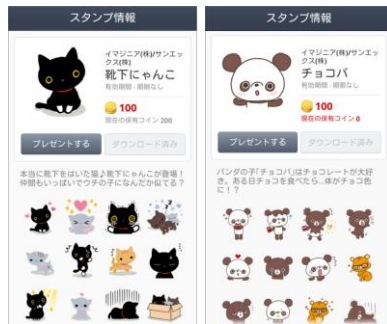 スタンプ情報
イマジニア(株)/サンエッ
クス(株)
靴下にゃんこ
有効期間 - 期限なし
100
現在の保有コイン 200
プレゼントする
ダウンロード済み
本当に靴下をはいた猫♪靴下にゃんこが登場！
仲間もいっぱいでウチの子になんだか似てる？
スタンプ情報
イマジニア(株)/サンエッ
クス(株)
チョコパ
有効期間 - 期限なし
100
現在の保有コイン 0
プレゼントする
ダウンロード済み
パンダの子「チョコパ」はチョコレートが大好
き。ある日チョコを食べたら…体がチョコ色
に！？